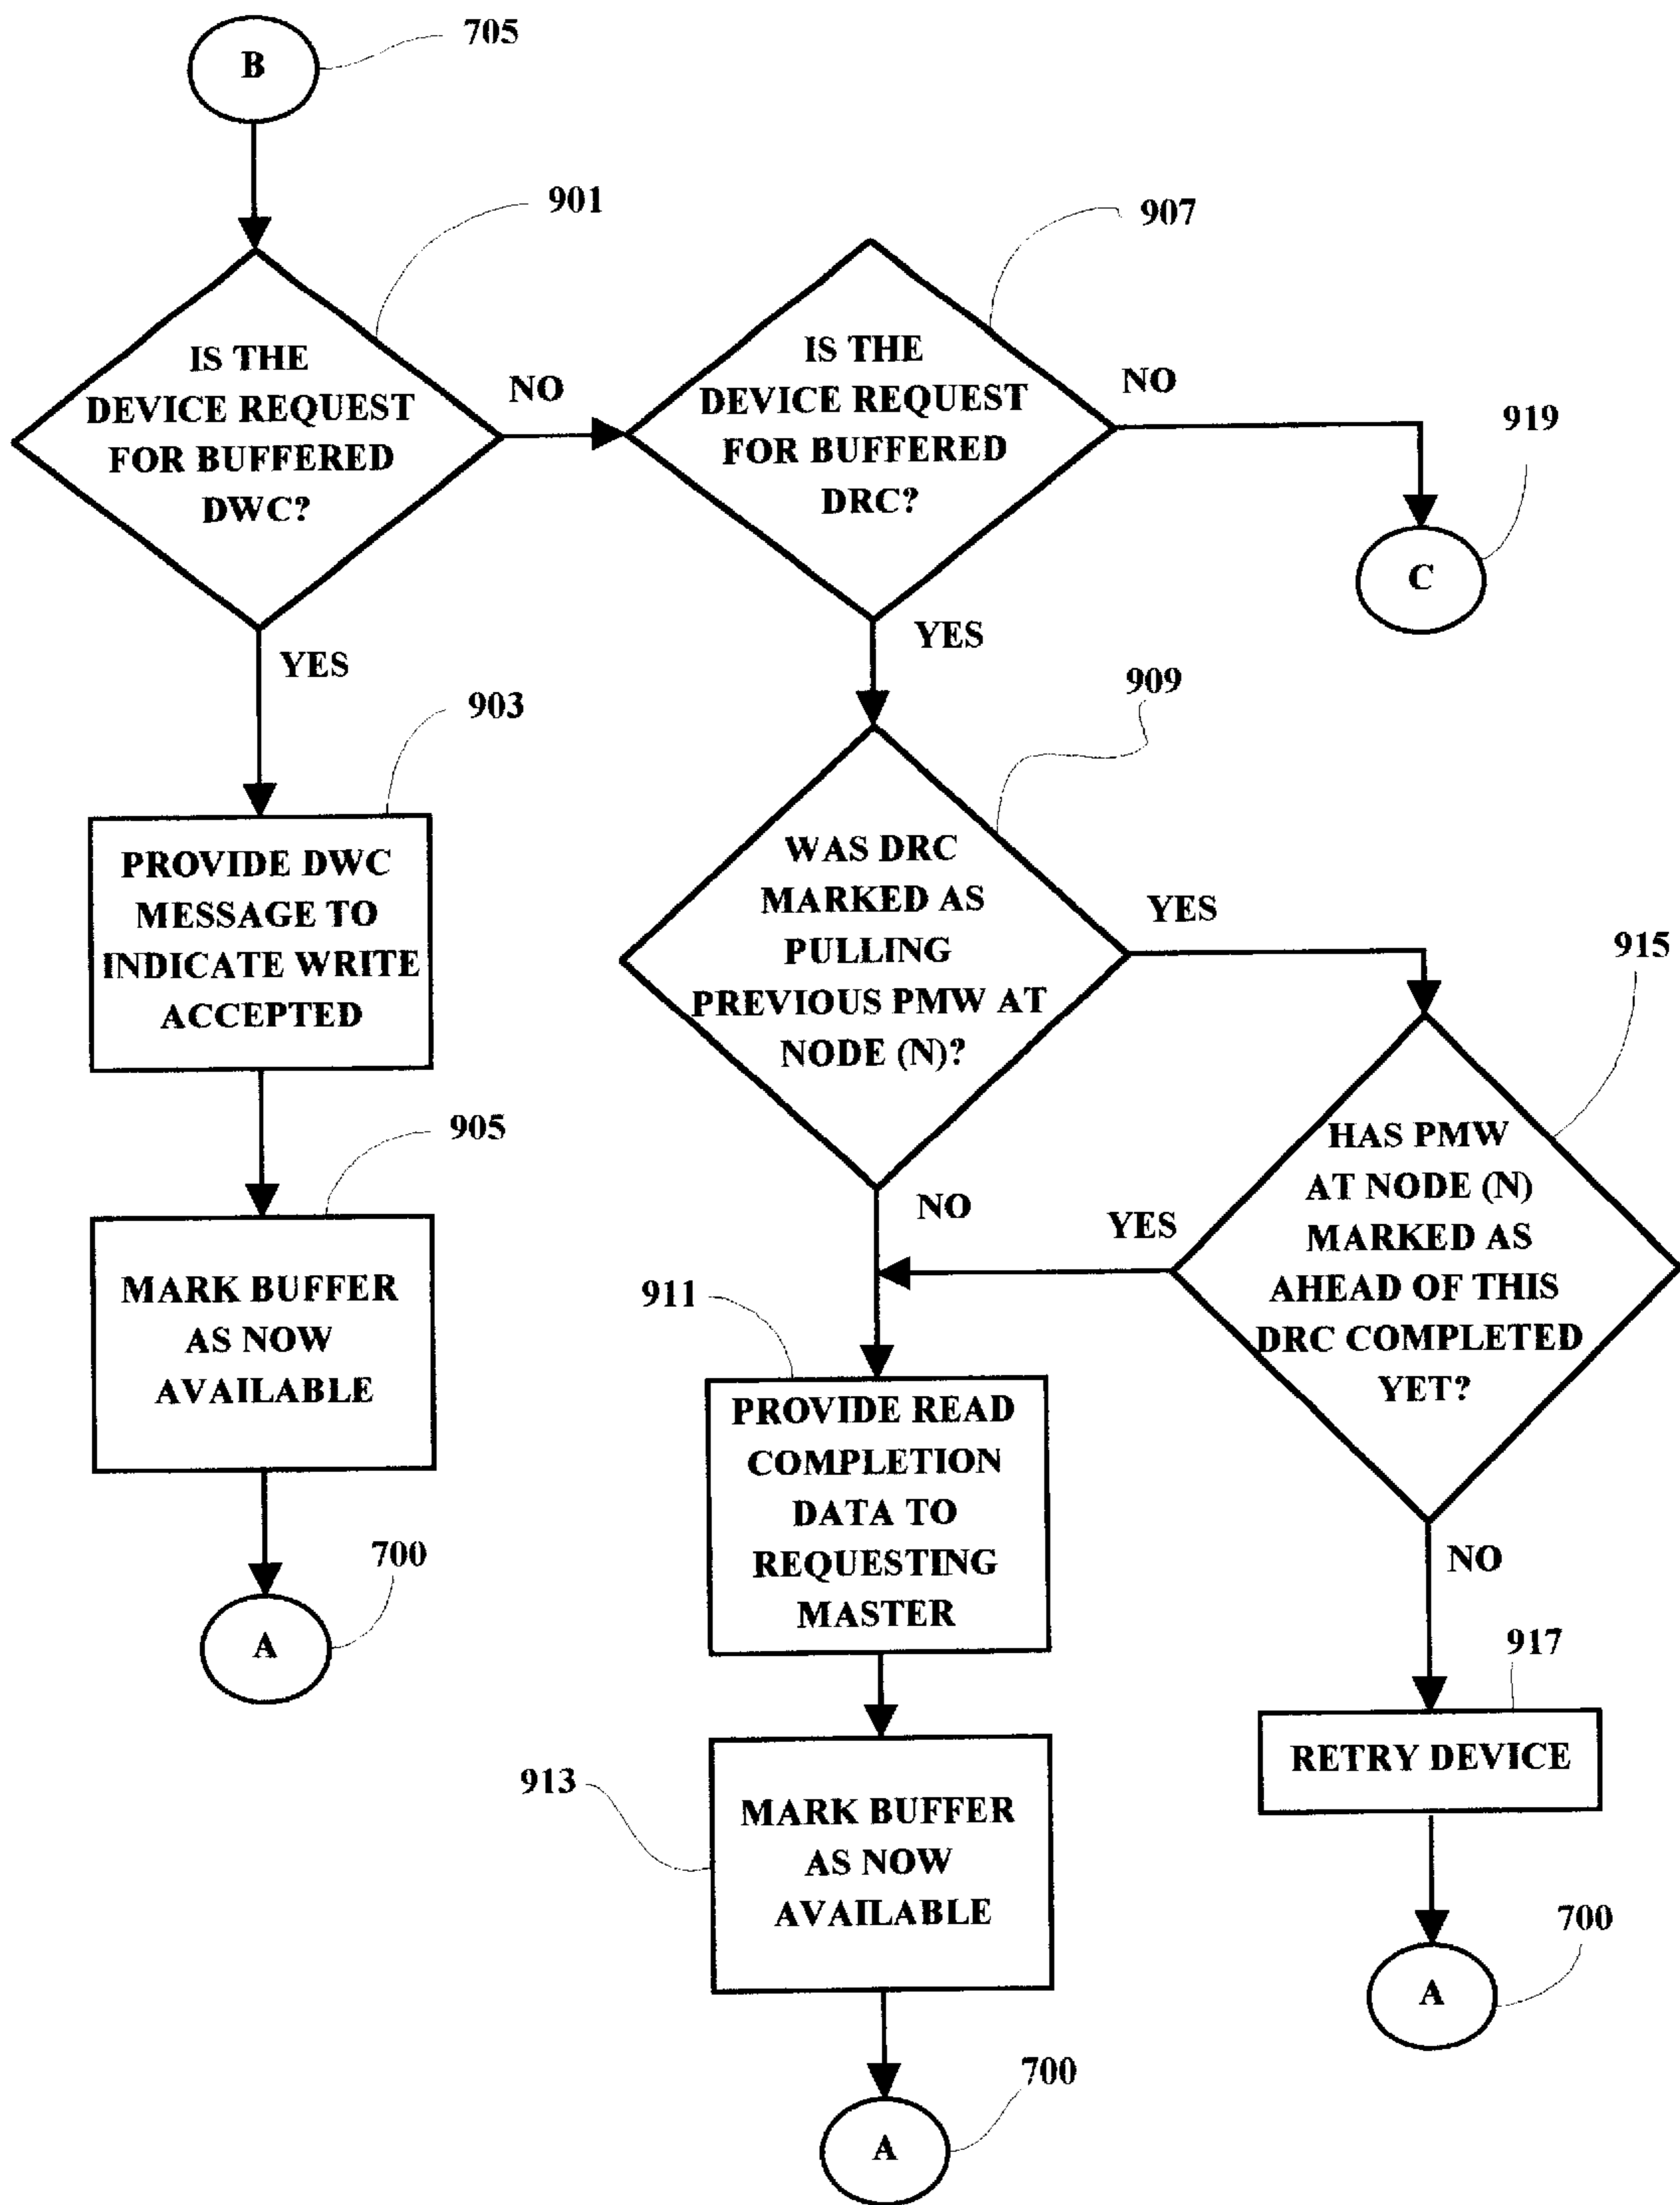 B
705
901
IS THE
DEVICE REQUEST
FOR BUFFERED
DWC?
NO
YES
907
IS THE
DEVICE REQUEST
FOR BUFFERED
DRC?
NO
YES
919
C
903
PROVIDE DWC
MESSAGE TO
INDICATE WRITE
ACCEPTED
905
MARK BUFFER
AS NOW
AVAILABLE
700
A
909
WAS DRC
MARKED AS
PULLING
PREVIOUS PMW AT
NODE (N)?
YES
NO
915
HAS PMW
AT NODE (N)
MARKED AS
AHEAD OF THIS
DRC COMPLETED
YET?
YES
NO
911
PROVIDE READ
COMPLETION
DATA TO
REQUESTING
MASTER
913
MARK BUFFER
AS NOW
AVAILABLE
700
A
917
RETRY DEVICE
700
A